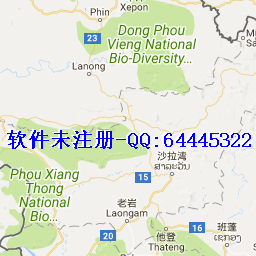 Phin
Dong Phou
Vieng National
Bio-Diversity...
23
Lanong
软件未注册-QQ:64445322
沙拉湾
ສາລະວັນ
Phou Xiang
Thong
National
Bio...
15
老岩
Laongam
20
16
他登
Thateng
班蓬